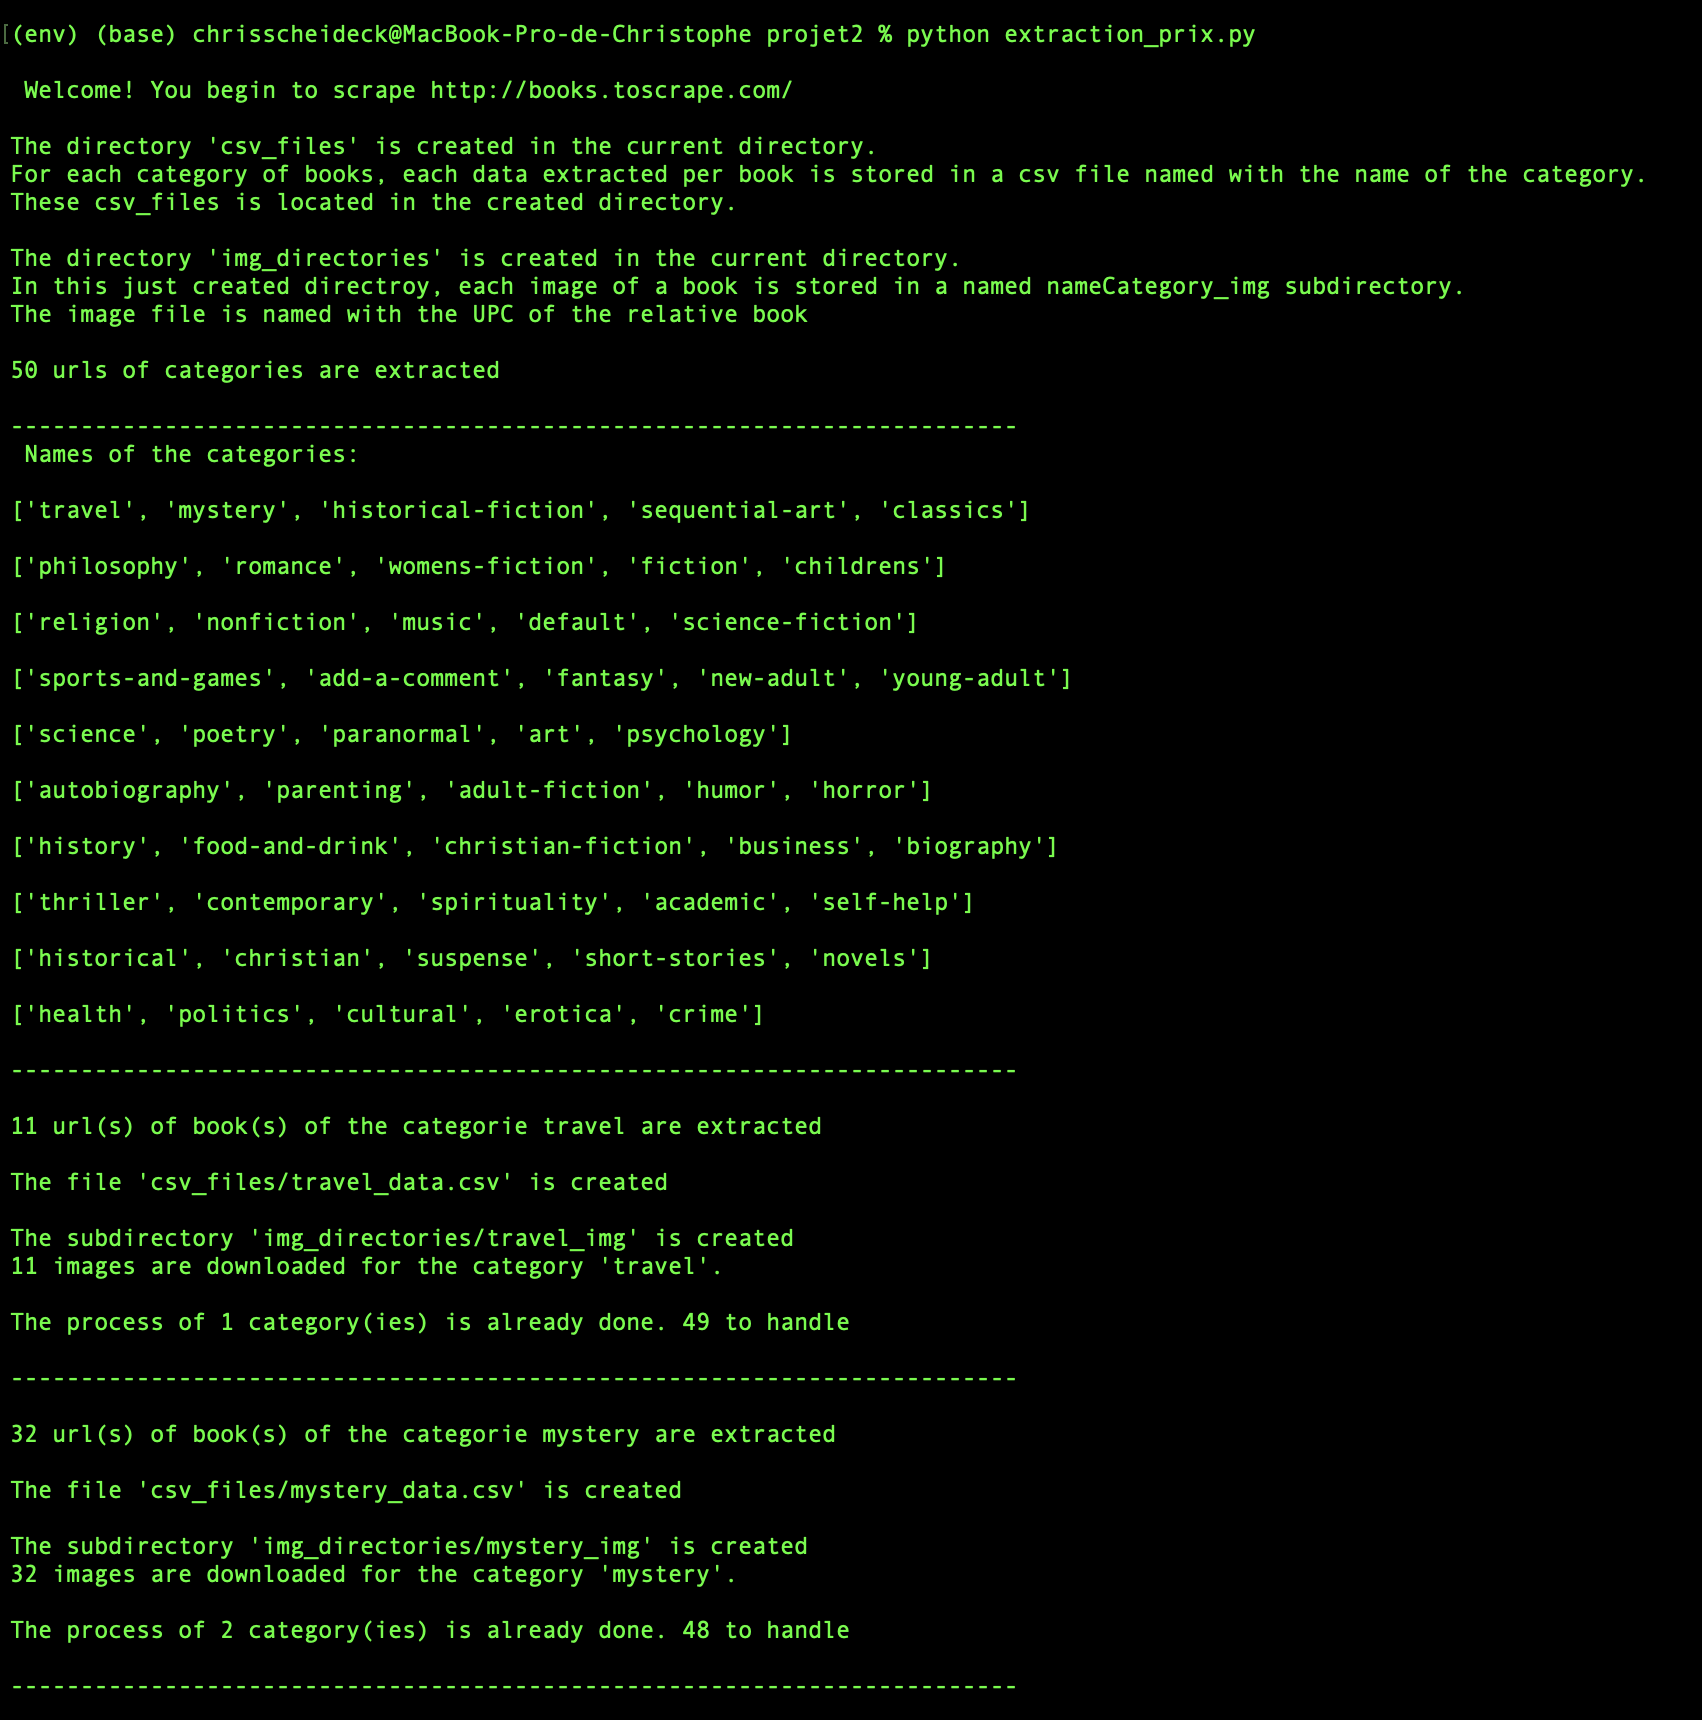 [(env) (base) chrisscheideck@MacBook-Pro-de-Christophe projet2 % python extraction_prix.py
Welcome! You begin to scrape http://books.toscrape.com/
The directory 'csv_files' is created in the current directory.
For each category of books, each data extracted per book is stored in a csv file named with the name of the category.
These csv_files is located in the created directory.
The directory 'img_directories' is created in the current directory.
In this just created directroy, each image of a book is stored in a named nameCategory_img subdirectory.
The image file is named with the UPC of the relative book
50 urls of categories are extracted
------------------------------------------------------------------------
Names of the categories:
['travel', 'mystery', 'historical-fiction', 'sequential-art', 'classics']
['philosophy', 'romance', 'womens-fiction', 'fiction', 'childrens']
['religion', 'nonfiction', 'music', 'default', 'science-fiction']
['sports-and-games', 'add-a-comment', 'fantasy', 'new-adult', 'young-adult']
['science', 'poetry', 'paranormal', 'art', 'psychology']
['autobiography', 'parenting', 'adult-fiction', 'humor', 'horror']
['history', 'food-and-drink', 'christian-fiction', 'business', 'biography']
['thriller', 'contemporary', 'spirituality', 'academic', 'self-help']
['historical', 'christian', 'suspense', 'short-stories', 'novels']
['health', 'politics', 'cultural', 'erotica', 'crime']
------------------------------------------------------------------------
11 url(s) of book(s) of the categorie travel are extracted
The file 'csv_files/travel_data.csv' is created
The subdirectory 'img_directories/travel_img' is created
11 images are downloaded for the category 'travel'.
The process of 1 category(ies) is already done. 49 to handle
------------------------------------------------------------------------
32 url(s) of book(s) of the categorie mystery are extracted
The file 'csv_files/mystery_data.csv' is created
The subdirectory 'img_directories/mystery_img' is created
32 images are downloaded for the category 'mystery'.
The process of 2 category(ies) is already done. 48 to handle
------------------------------------------------------------------------